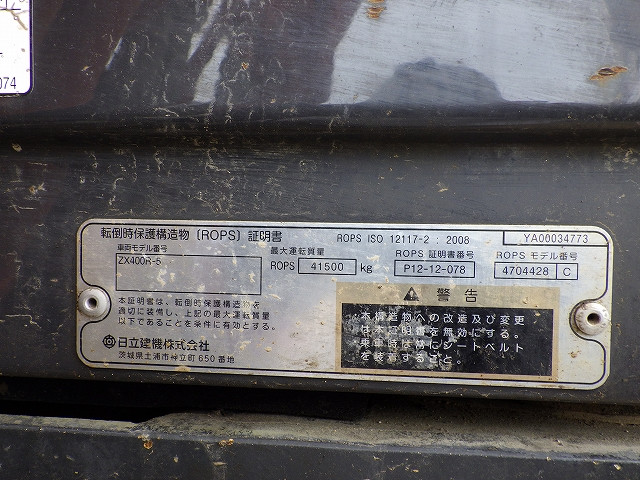 074
転倒時保護構造物 (ROPS) 証明書
ROPS ISO 12117-2 : 2008
YA00034773
車両モデル番号
ZX400R-5
最大運転質量
ROPS 41500 kg
ROPS 証明書番号
P12-12-078
ROPS モデル番号
4704428 C
本証明書は、転倒時保護構造物を
適切に装備し、上記の最大運転質量
以下であることを条件に有効とする。
警告
本構造物への改造及び変更
は本証明書を無効にする。
乗車時は特にシートベルト
を装着すること。
日立建機株式会社
茨城県土浦市神立町650番地